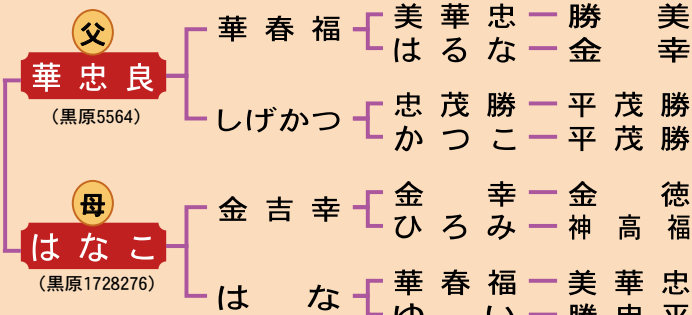 父
華忠良
（黒原5564）
華春福
美華忠 勝美
はるな 金幸
しげかつ
忠茂勝 平茂勝
かつこ 平茂勝
母
はなこ
（黒原1728276）
金吉幸
金幸 金徳
ひろみ 神高福
はな
華春福 美華忠